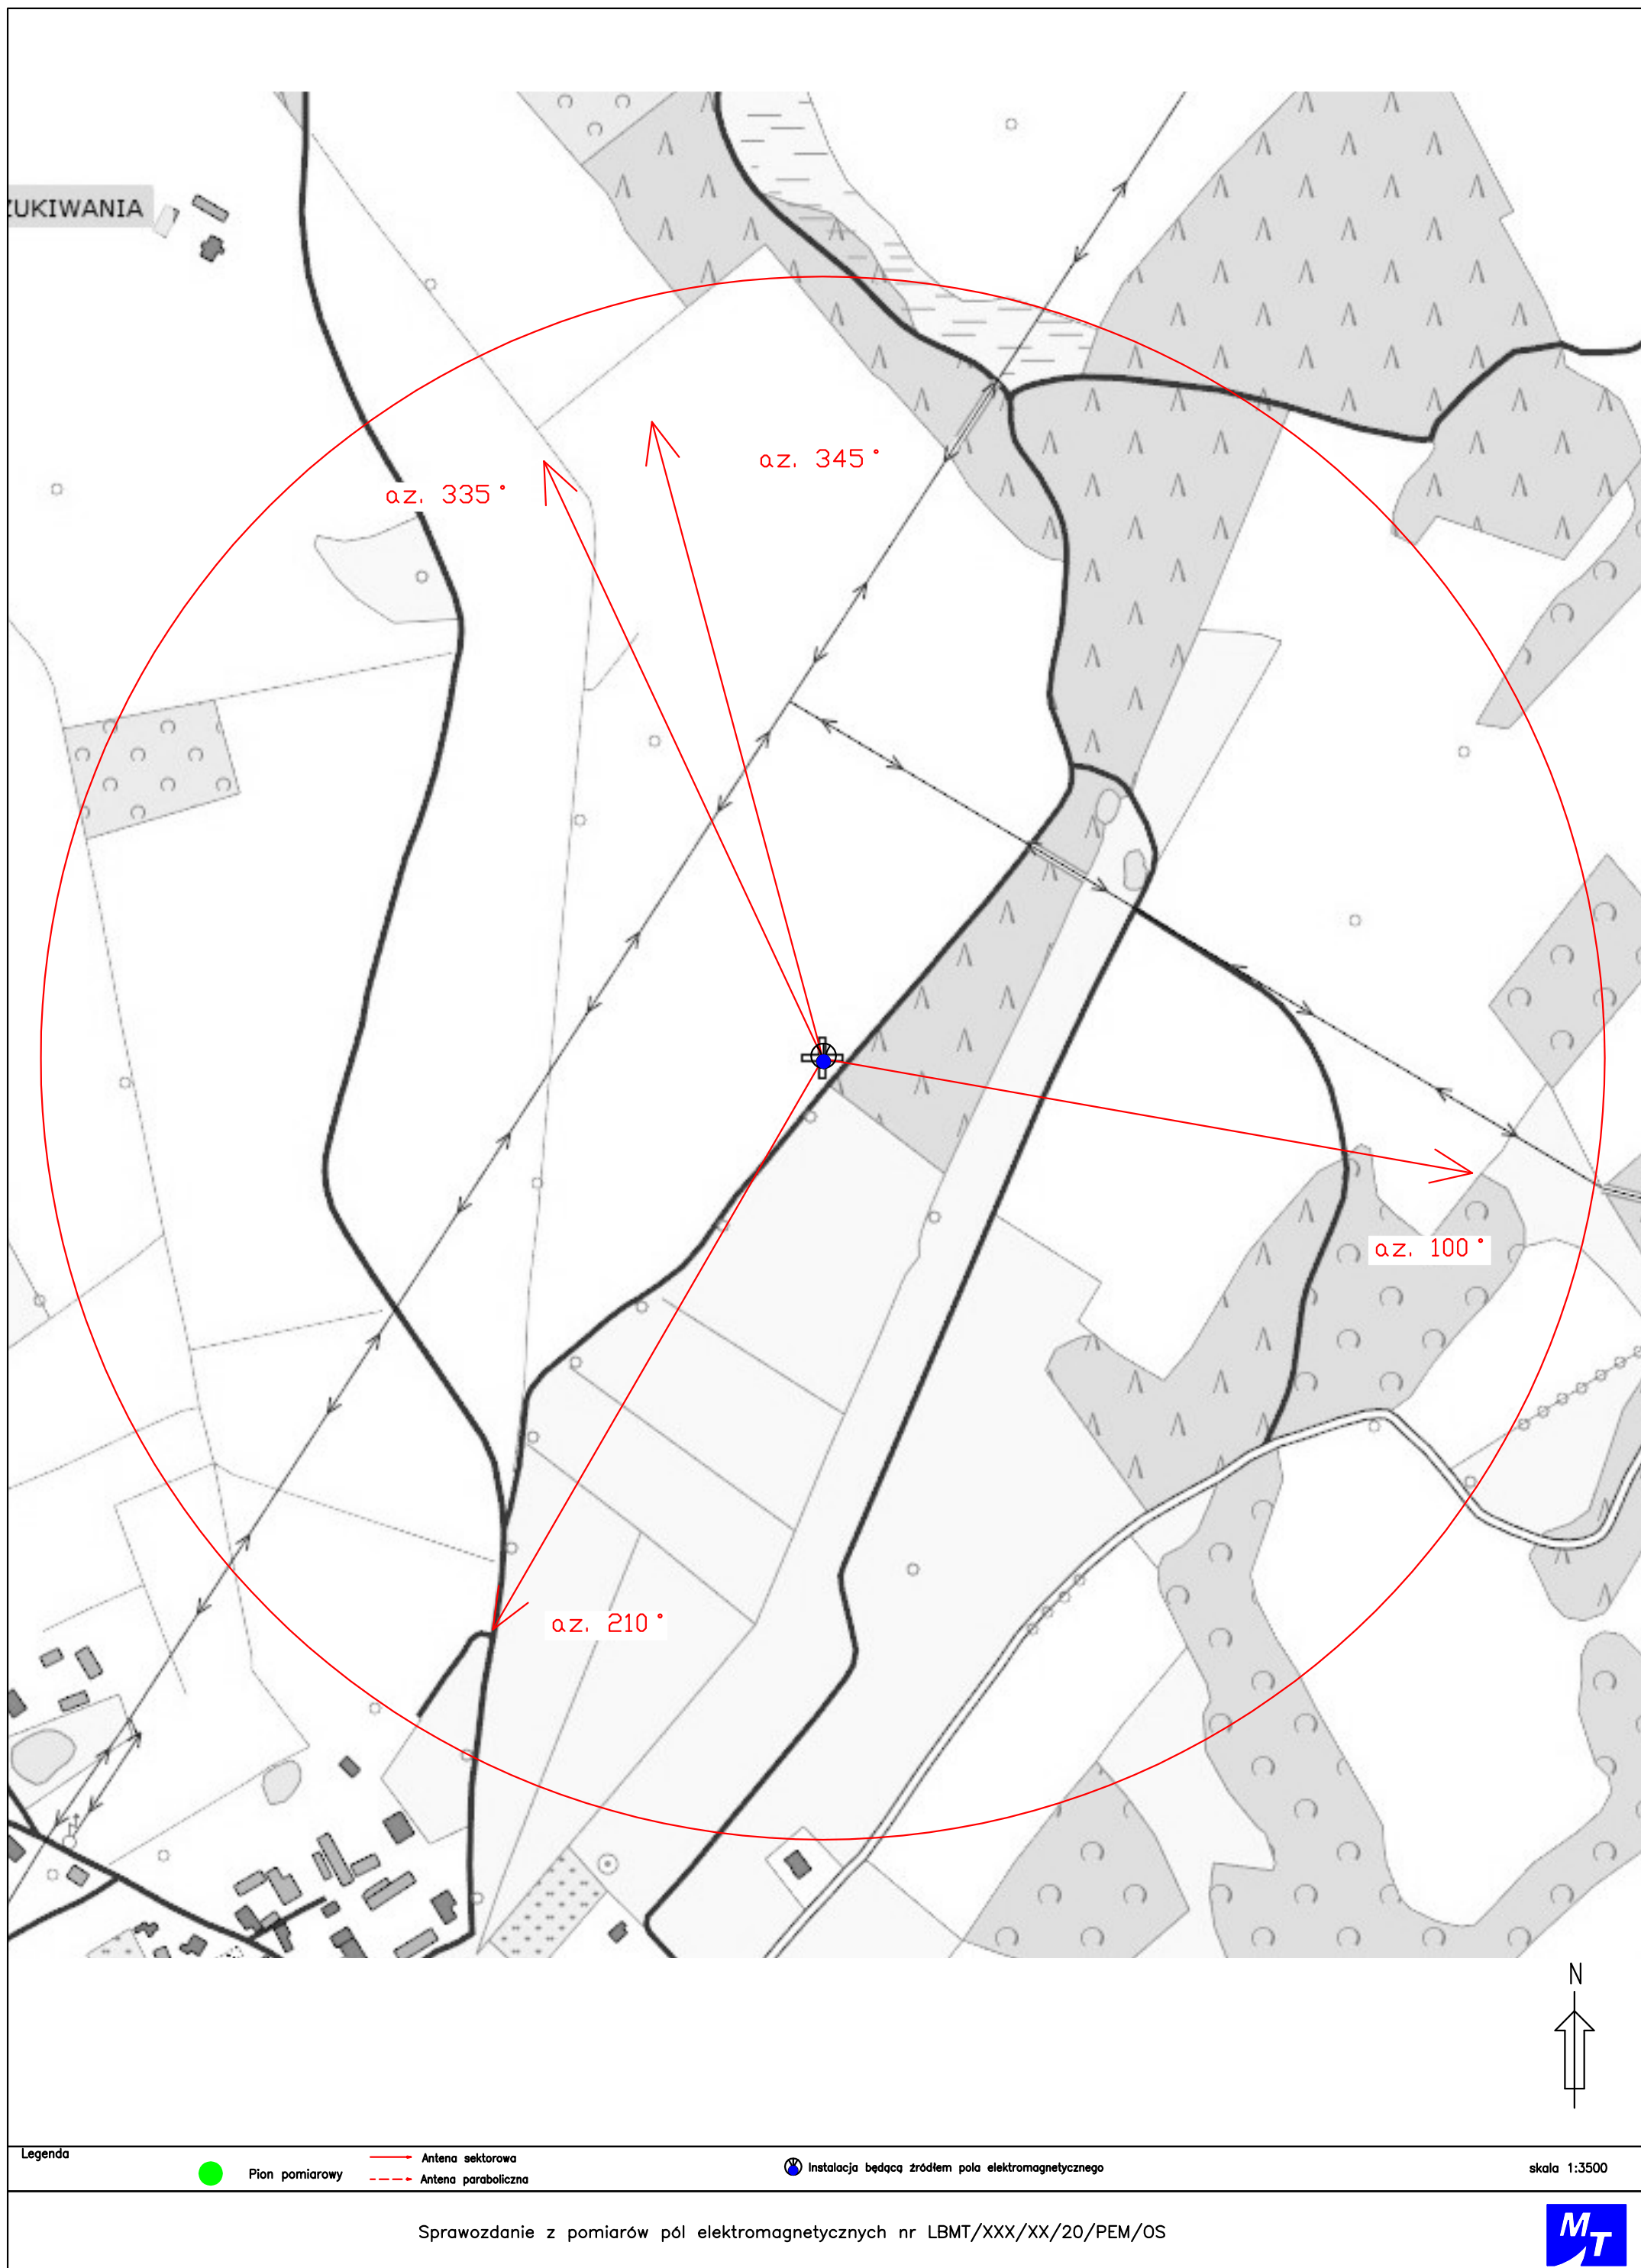 ZUKIWANIA
az. 345°
az. 335°
az. 100°
az. 210°
N
Legenda
Pion pomiarowy
Antena sektorowa
Antena paraboliczna
Instalacja będącą źródłem pola elektromagnetycznego
skala 1:3500
Sprawozdanie z pomiarów pól elektromagnetycznych nr LBMT/XXX/XX/20/PEM/OS
MT